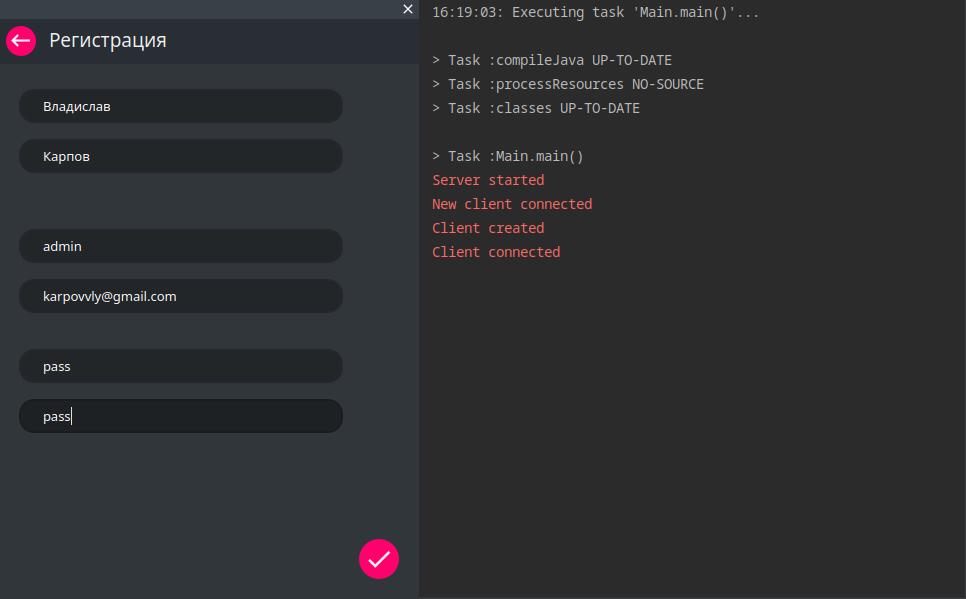 Регистрация
Владислав
Карпов
admin
karpovvly@gmail.com
pass
pass
16:19:03: Executing task 'Main.main()'...
> Task :compileJava UP-TO-DATE
> Task :processResources NO-SOURCE
> Task :classes UP-TO-DATE
> Task :Main.main()
Server started
New client connected
Client created
Client connected